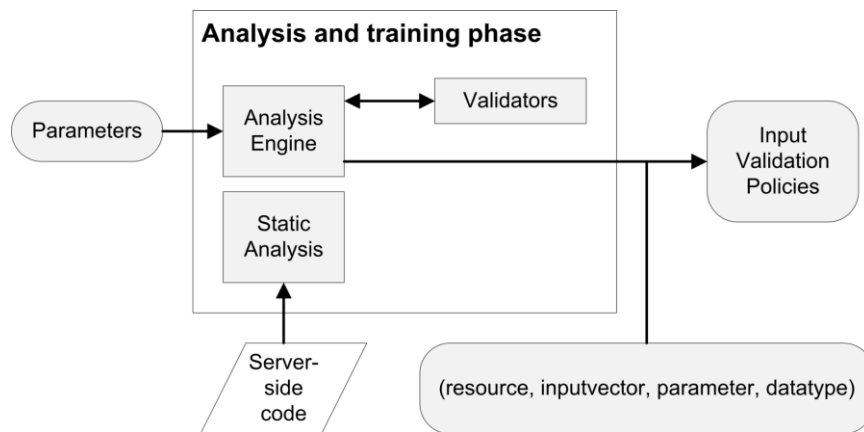 Analysis and training phase
Parameters
Analysis
Engine
Validators
Input
Validation
Policies
Static
Analysis
Server-
side
code
(resource, inputvector, parameter, datatype)